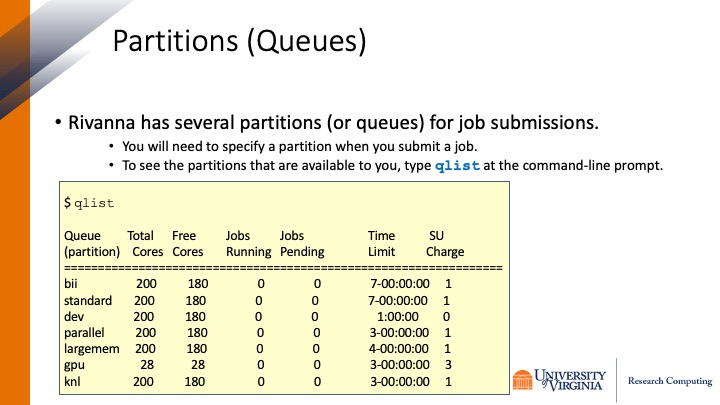 Partitions (Queues)
• Rivanna has several partitions (or queues) for job submissions.
• You will need to specify a partition when you submit a job.
• To see the partitions that are available to you, type qlist at the command-line prompt.
$ qlist
Queue Total Free Jobs Jobs Time SU
(partition) Cores Cores Running Pending Limit Charge
=================================================================
bii 200 180 0 0 7-00:00:00 1
standard 200 180 0 0 7-00:00:00 1
dev 200 180 0 0 1:00:00 0
parallel 200 180 0 0 3-00:00:00 1
largemem 200 180 0 0 4-00:00:00 1
gpu 28 28 0 0 3-00:00:00 3
knl 200 180 0 0 3-00:00:00 1
UNIVERSITY
of VIRGINIA
Research Computing